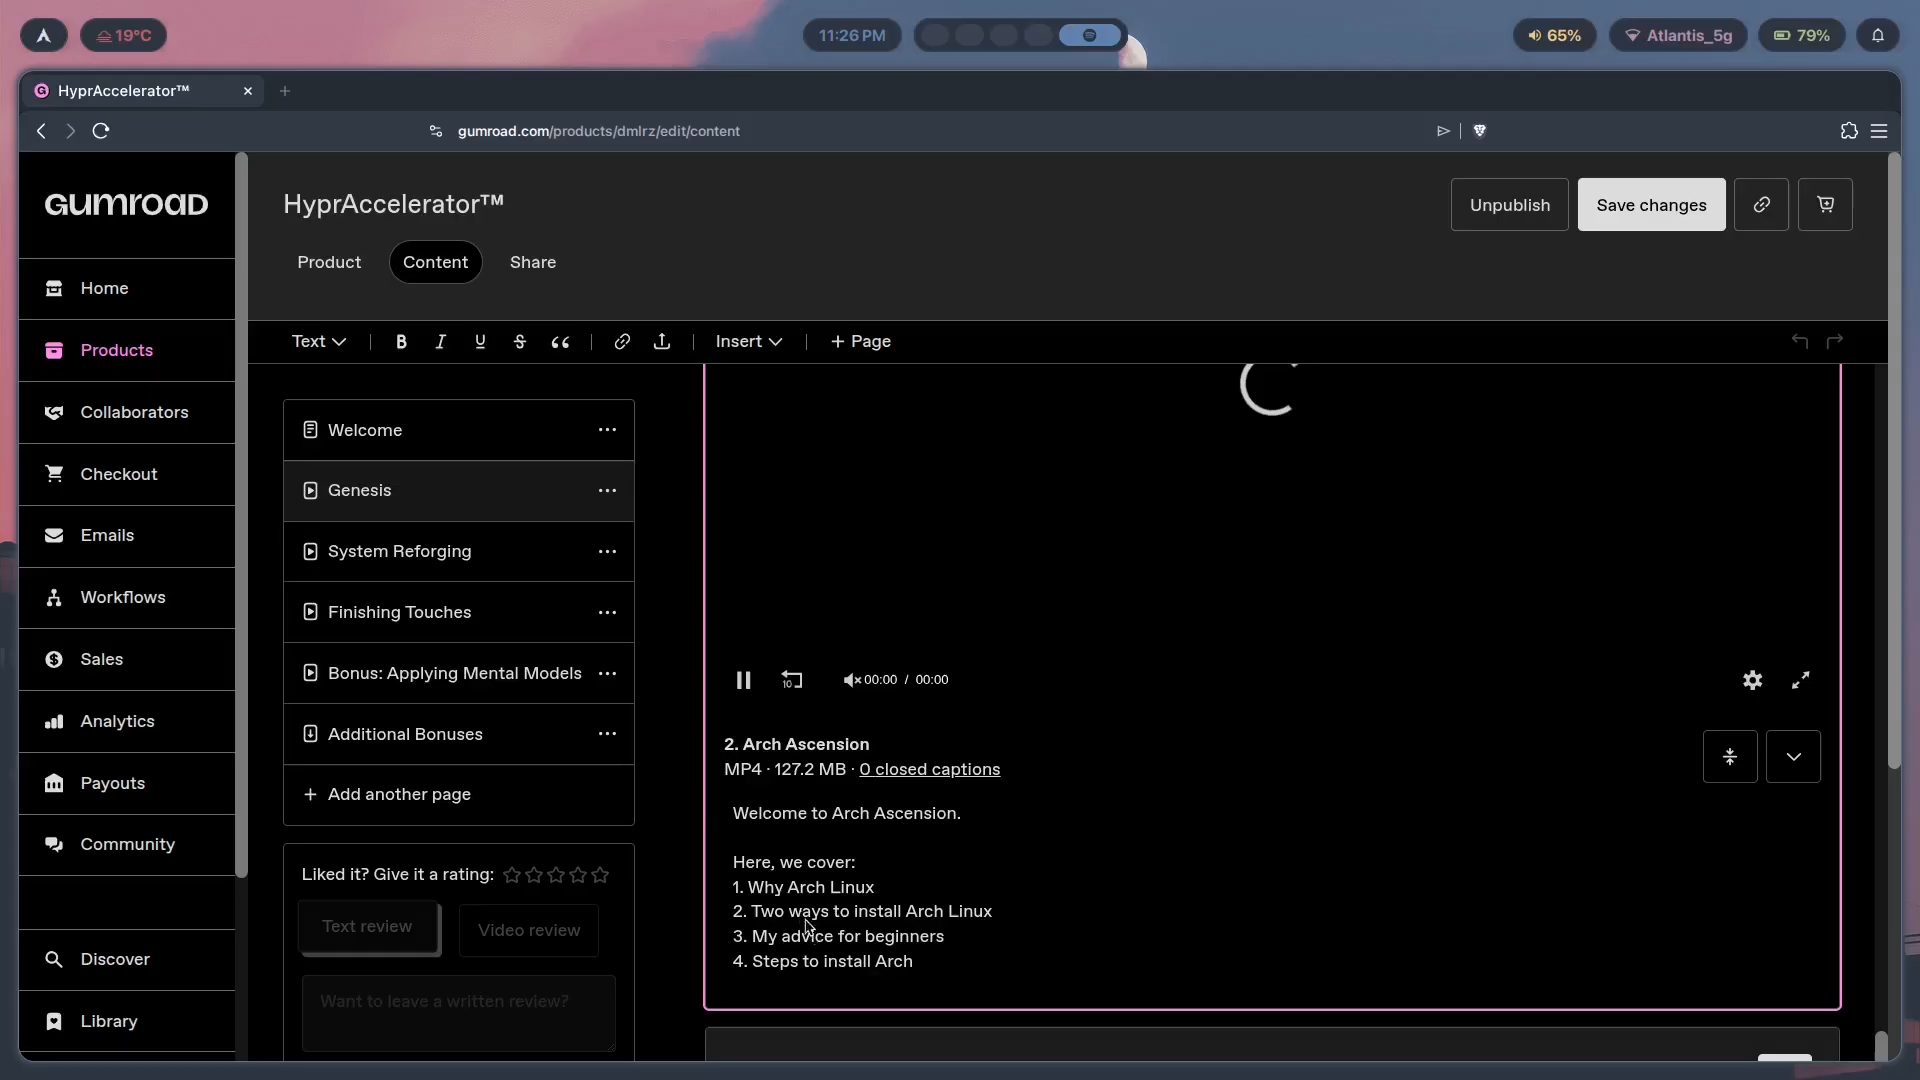 19°C
11:26 PM
65%
Atlantis_5g
79%
HyprAccelerator™
gumroad.com/products/dmlrz/edit/content
GUMROAD
Home
Products
Collaborators
Checkout
Emails
Workflows
Sales
Analytics
Payouts
Community
Discover
Library
HyprAccelerator™
Unpublish
Save changes
Product
Content
Share
Text
B
I
U
S
Insert
+ Page
Welcome
Genesis
System Reforging
Finishing Touches
Bonus: Applying Mental Models
Additional Bonuses
+ Add another page
Liked it? Give it a rating:
Text review
Video review
Want to leave a written review?
10
00:00 / 00:00
2. Arch Ascension
MP4 · 127.2 MB · 0 closed captions
Welcome to Arch Ascension.
Here, we cover:
1. Why Arch Linux
2. Two ways to install Arch Linux
3. My advice for beginners
4. Steps to install Arch